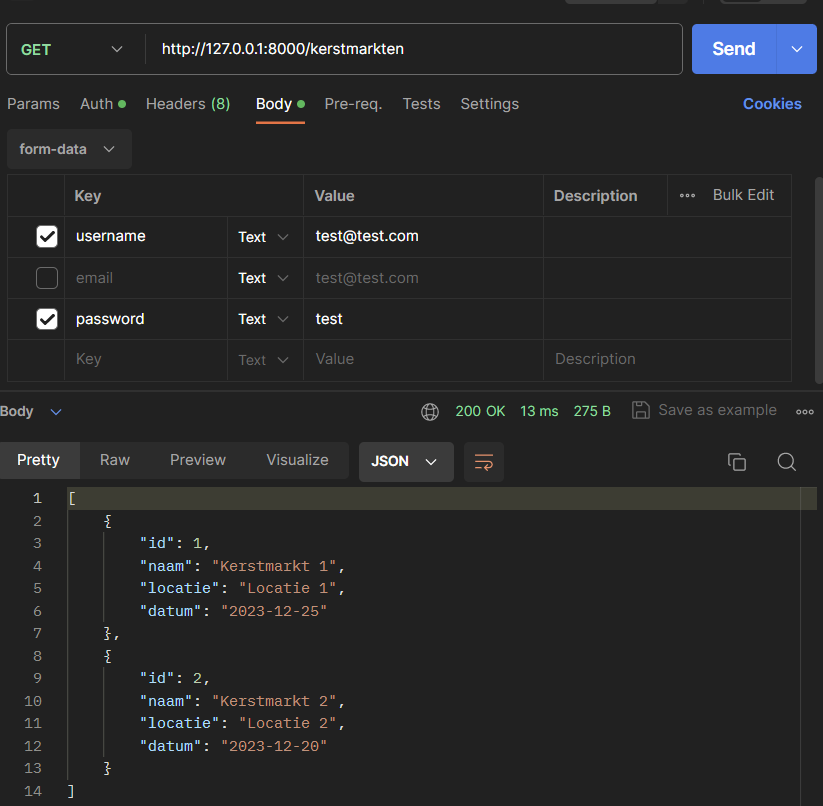 GET http://127.0.0.1:8000/kerstmarkten Send
Params Auth Headers (8) Body Pre-req. Tests Settings Cookies
form-data
Key Value Description Bulk Edit
username Text test@test.com
email Text test@test.com
password Text test
Key Text Value Description
Body 200 OK 13 ms 275 B Save as example
Pretty Raw Preview Visualize JSON
1 [
2 {
3 "id": 1,
4 "naam": "Kerstmarkt 1",
5 "locatie": "Locatie 1",
6 "datum": "2023-12-25"
7 },
8 {
9 "id": 2,
10 "naam": "Kerstmarkt 2",
11 "locatie": "Locatie 2",
12 "datum": "2023-12-20"
13 }
14 ]